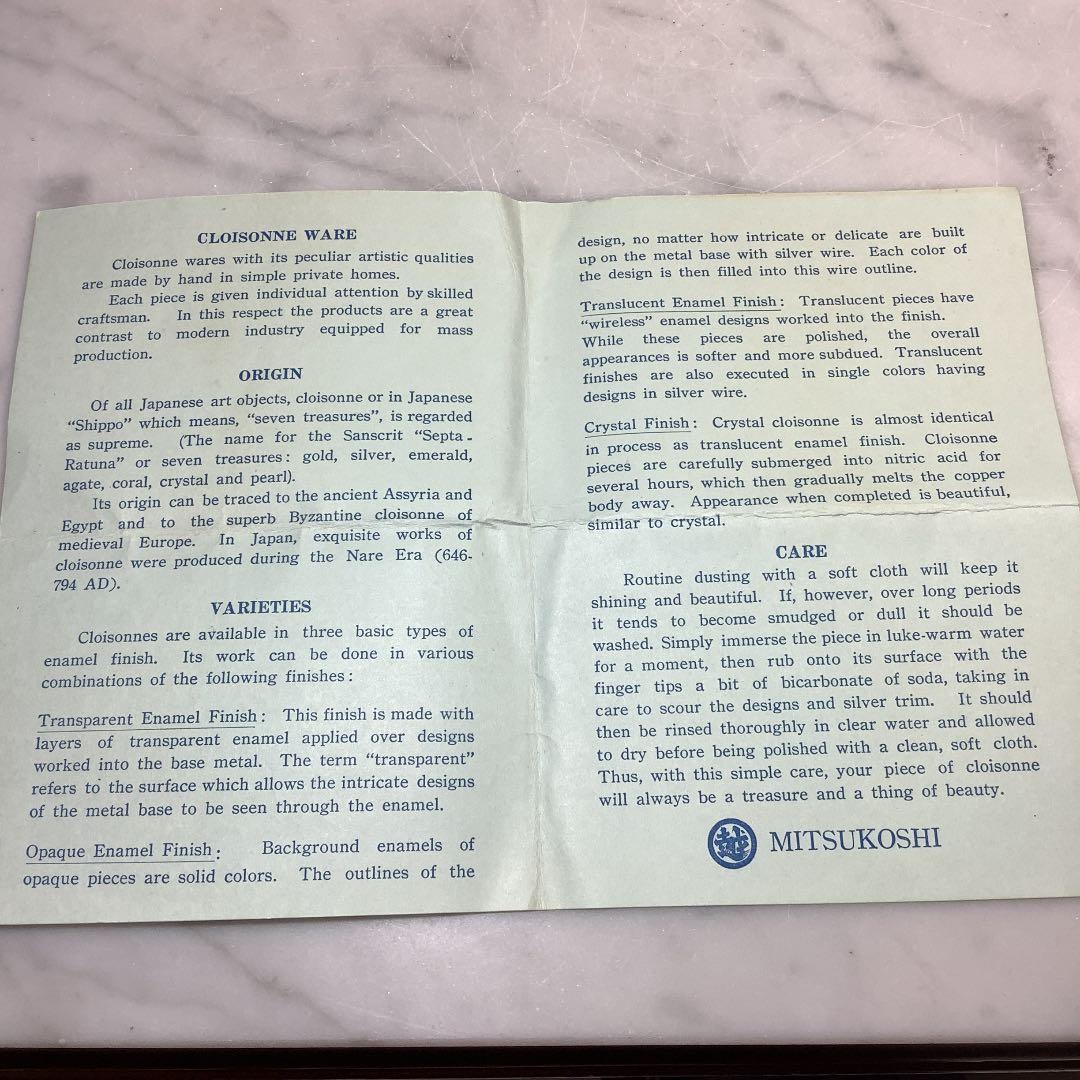 CLOISONNE WARE
Cloisonne wares with its peculiar artistic qualities
are made by hand in simple private homes.
Each piece is given individual attention by skilled
craftsman. In this respect the products are a great
contrast to modern industry equipped for mass
production.
ORIGIN
Of all Japanese art objects, cloisonne or in Japanese
“Shippo” which means, “seven treasures”, is regarded
as supreme. (The name for the Sanscrit “Septa-
Ratuna” or seven treasures: gold, silver, emerald,
agate, coral, crystal and pearl).
Its origin can be traced to the ancient Assyria and
Egypt and to the superb Byzantine cloisonne of
medieval Europe. In Japan, exquisite works of
cloisonne were produced during the Nare Era (646-
794 AD).
VARIETIES
Cloisonnes are available in three basic types of
enamel finish. Its work can be done in various
combinations of the following finishes:
Transparent Enamel Finish: This finish is made with
layers of transparent enamel applied over designs
worked into the base metal. The term “transparent”
refers to the surface which allows the intricate designs
of the metal base to be seen through the enamel.
Opaque Enamel Finish: Background enamels of
opaque pieces are solid colors. The outlines of the
design, no matter how intricate or delicate are built
up on the metal base with silver wire. Each color of
the design is then filled into this wire outline.
Translucent Enamel Finish: Translucent pieces have
“wireless” enamel designs worked into the finish.
While these pieces are polished, the overall
appearances is softer and more subdued. Translucent
finishes are also executed in single colors having
designs in silver wire.
Crystal Finish: Crystal cloisonne is almost identical
in process as translucent enamel finish. Cloisonne
pieces are carefully submerged into nitric acid for
several hours, which then gradually melts the copper
body away. Appearance when completed is beautiful,
similar to crystal.
CARE
Routine dusting with a soft cloth will keep it
shining and beautiful. If, however, over long periods
it tends to become smudged or dull it should be
washed. Simply immerse the piece in luke-warm water
for a moment, then rub onto its surface with the
finger tips a bit of bicarbonate of soda, taking in
care to scour the designs and silver trim. It should
then be rinsed thoroughly in clear water and allowed
to dry before being polished with a clean, soft cloth.
Thus, with this simple care, your piece of cloisonne
will always be a treasure and a thing of beauty.
越 MITSUKOSHI